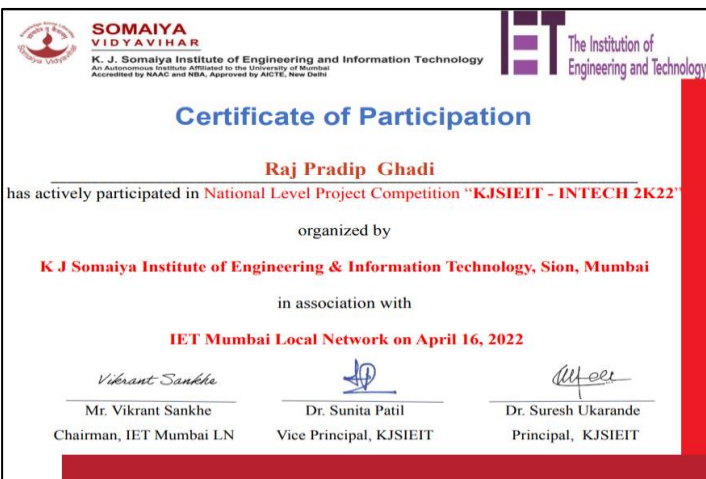 SOMAIYA
VIDYAVIHAR
K. J. Somaiya Institute of Engineering and Information Technology
An Autonomous Institute Affiliated to the University of Mumbai
Accredited by NAAC and NBA, Approved by AICTE, New Delhi
Somaiya Vidyavihar
IET
The Institution of
Engineering and Technology
Certificate of Participation
Raj Pradip Ghadi
has actively participated in National Level Project Competition “KJSIEIT - INTECH 2K22”
organized by
K J Somaiya Institute of Engineering & Information Technology, Sion, Mumbai
in association with
IET Mumbai Local Network on April 16, 2022
Vikrant Sankhe
Mr. Vikrant Sankhe Dr. Sunita Patil Dr. Suresh Ukarande
Chairman, IET Mumbai LN Vice Principal, KJSIEIT Principal, KJSIEIT